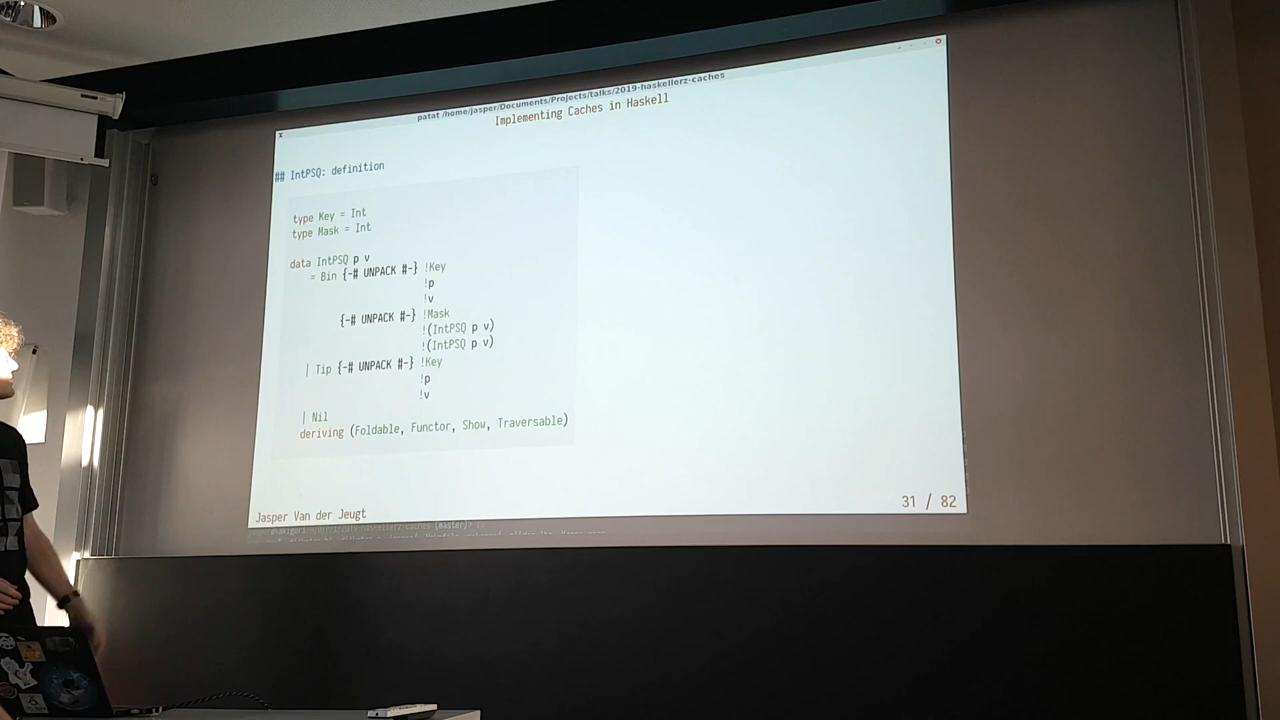 patat /home/jasper/Documents/Projects/talks/2019-haskellerz-caches
Implementing Caches in Haskell
## IntPSQ: definition
type Key = Int
type Mask = Int
data IntPSQ p v
= Bin {-# UNPACK #-} !Key
!p
!v
{-# UNPACK #-} !Mask
!(IntPSQ p v)
!(IntPSQ p v)
| Tip {-# UNPACK #-} !Key
!p
!v
| Nil
deriving (Foldable, Functor, Show, Traversable)
Jasper Van der Jeugt
31 / 82